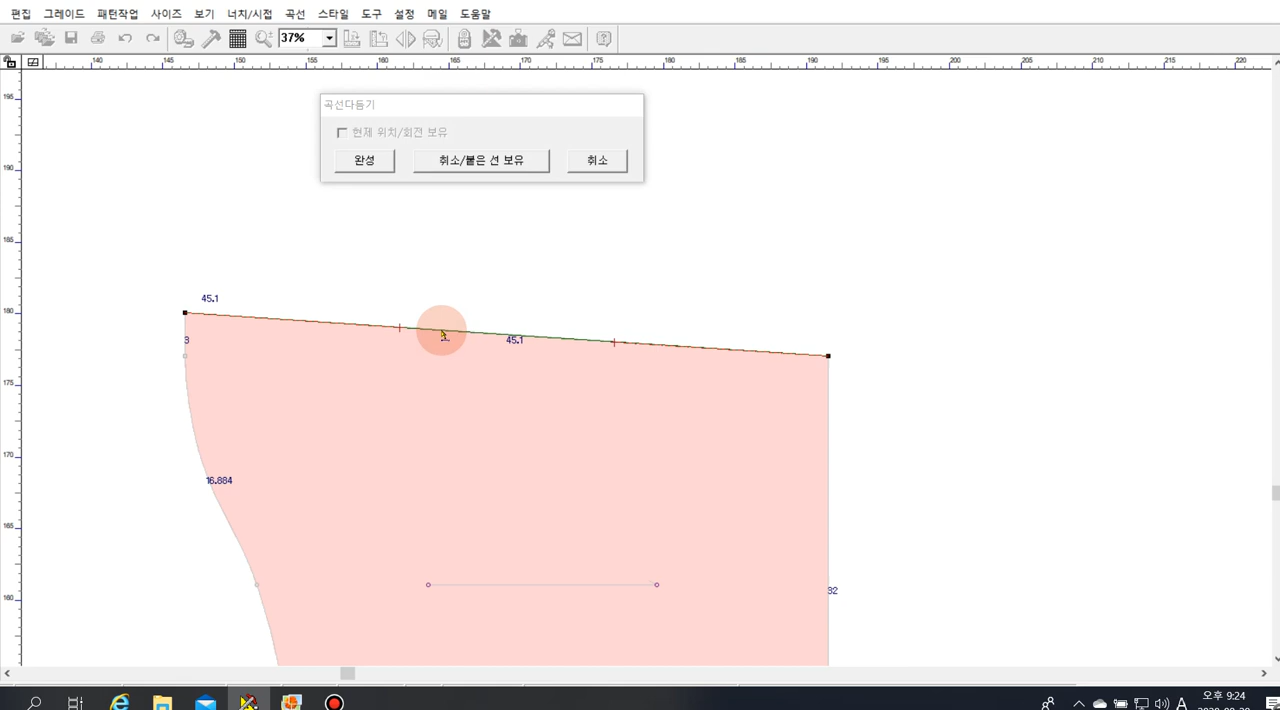 편집 그레이드 패턴작업 사이즈 보기 너치/시접 곡선 스타일 도구 설정 메일 도움말
37%
140 145 150 155 160 165 170 175 180 185 190 195 200 205 210 215 220
195
곡선다듬기
현제 위치/회전 보유
완성 취소/붙은 선 보유 취소
190
185
45.1
180
3 45.1
175
170
16.884
165
32
160
A 오후 9:24